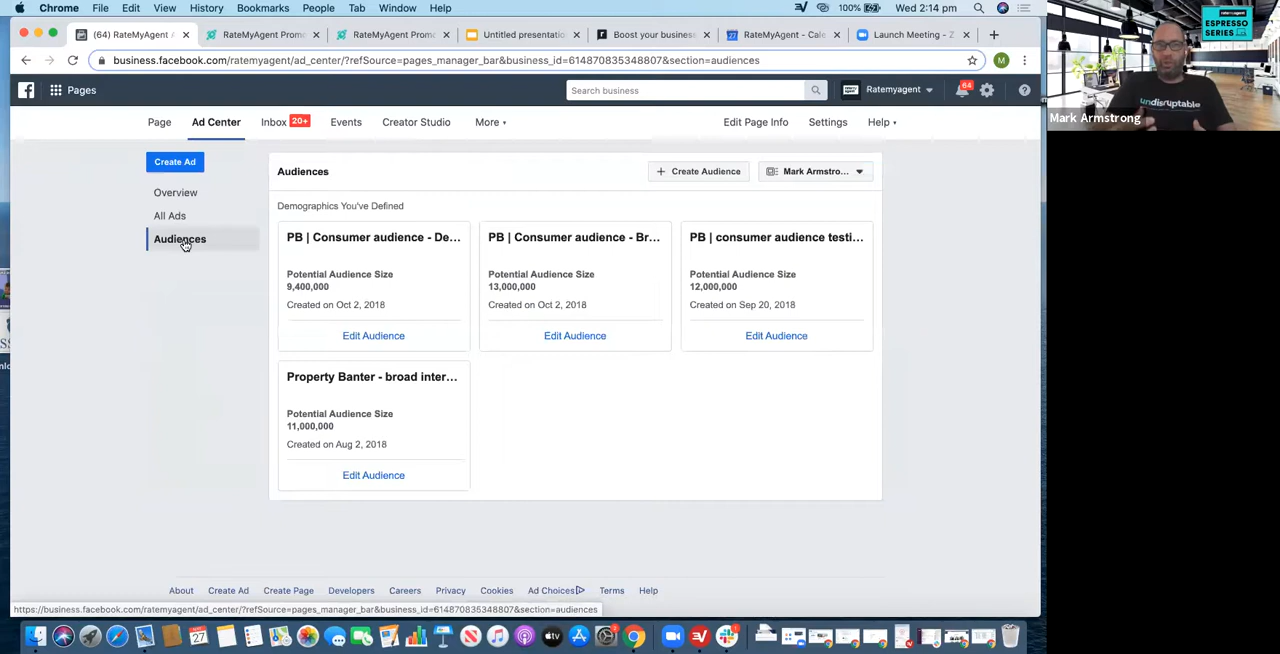 Chrome File Edit View History Bookmarks People Tab Window Help 100% Wed 2:14 pm
(64) RateMyAgent RateMyAgent Promo RateMyAgent Promo Untitled presentation Boost your business RateMyAgent - Cale Launch Meeting - Z
business.facebook.com/ratemyagent/ad_center/?refSource=pages_manager_bar&business_id=614870835348807&section=audiences
M
Pages Search business Ratemyagent 64
Page Ad Center Inbox 20+ Events Creator Studio More Edit Page Info Settings Help
Create Ad
Overview
All Ads
Audiences
Audiences + Create Audience Mark Armstro...
Demographics You've Defined
PB | Consumer audience - De...
Potential Audience Size
9,400,000
Created on Oct 2, 2018
Edit Audience
PB | Consumer audience - Br...
Potential Audience Size
13,000,000
Created on Oct 2, 2018
Edit Audience
PB | consumer audience testi...
Potential Audience Size
12,000,000
Created on Sep 20, 2018
Edit Audience
Property Banter - broad inter...
Potential Audience Size
11,000,000
Created on Aug 2, 2018
Edit Audience
About Create Ad Create Page Developers Careers Privacy Cookies Ad Choices Terms Help
https://business.facebook.com/ratemyagent/ad_center/?refSource=pages_manager_bar&business_id=614870835348807&section=audiences
27
ratemyagent
ESPRESSO
SERIES
undisruptable
Mark Armstrong